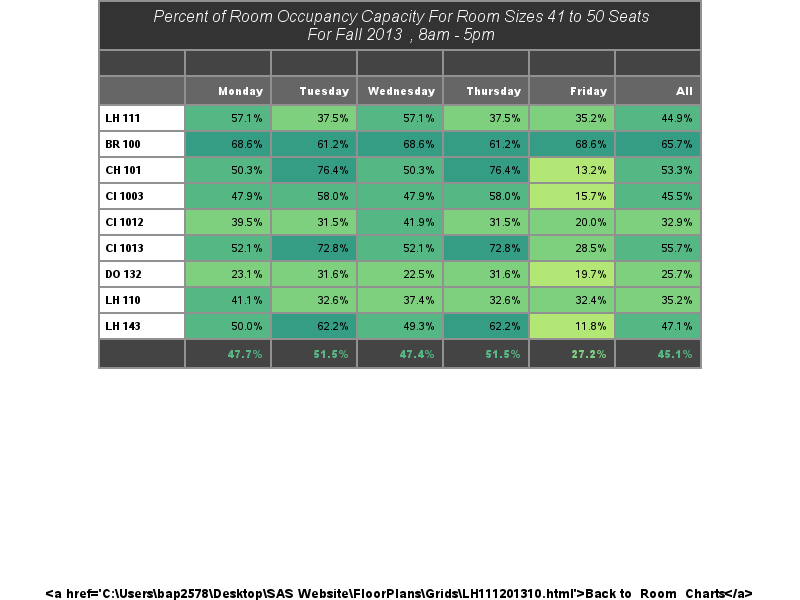 Percent of Room Occupancy Capacity For Room Sizes 41 to 50 Seats
For Fall 2013 , 8am - 5pm
Monday Tuesday Wednesday Thursday Friday All
LH 111 57.1% 37.5% 57.1% 37.5% 35.2% 44.9%
BR 100 68.6% 61.2% 68.6% 61.2% 68.6% 65.7%
CH 101 50.3% 76.4% 50.3% 76.4% 13.2% 53.3%
CI 1003 47.9% 58.0% 47.9% 58.0% 15.7% 45.5%
CI 1012 39.5% 31.5% 41.9% 31.5% 20.0% 32.9%
CI 1013 52.1% 72.8% 52.1% 72.8% 28.5% 55.7%
DO 132 23.1% 31.6% 22.5% 31.6% 19.7% 25.7%
LH 110 41.1% 32.6% 37.4% 32.6% 32.4% 35.2%
LH 143 50.0% 62.2% 49.3% 62.2% 11.8% 47.1%
47.7% 51.5% 47.4% 51.5% 27.2% 45.1%
<a href='C:\Users\bap2578\Desktop\SAS Website\FloorPlans\Grids\LH111201310.html'>Back to Room Charts</a>